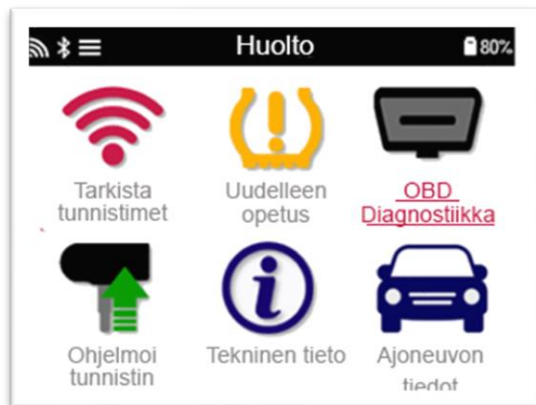 Huolto
80%
Tarkista
tunnistimet
Uudelleen
opetus
OBD
Diagnostiikka
Ohjelmoi
tunnistin
Tekninen tieto
Ajoneuvon
tiedot